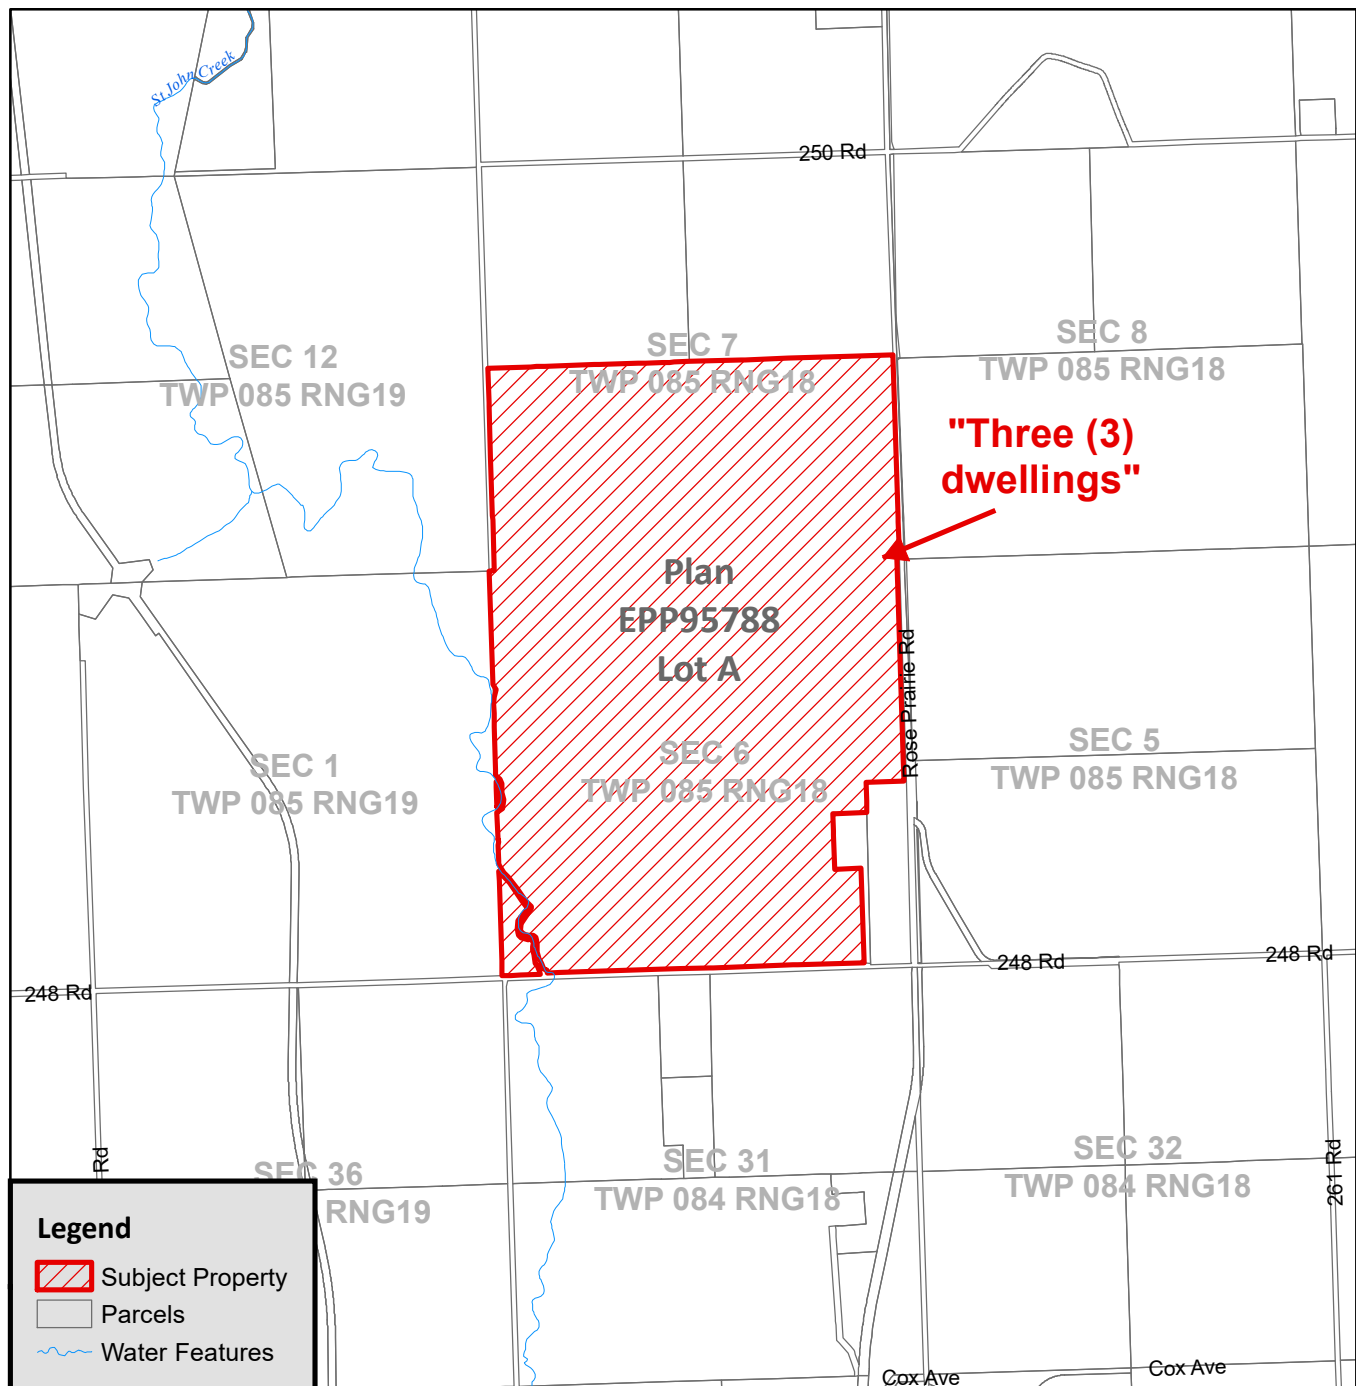 St John Creek
250 Rd
SEC 12
TWP 085 RNG19
SEC 7
TWP 085 RNG18
SEC 8
TWP 085 RNG18
"Three (3)
dwellings"
Plan
EPP95788
Lot A
Rose Prairie Rd
SEC 1
TWP 085 RNG19
SEC 6
TWP 085 RNG18
SEC 5
TWP 085 RNG18
248 Rd
248 Rd
248 Rd
Rd
SEC 36
RNG19
SEC 31
TWP 084 RNG18
SEC 32
TWP 084 RNG18
261 Rd
Legend
Subject Property
Parcels
Water Features
Cox Ave
Cox Ave